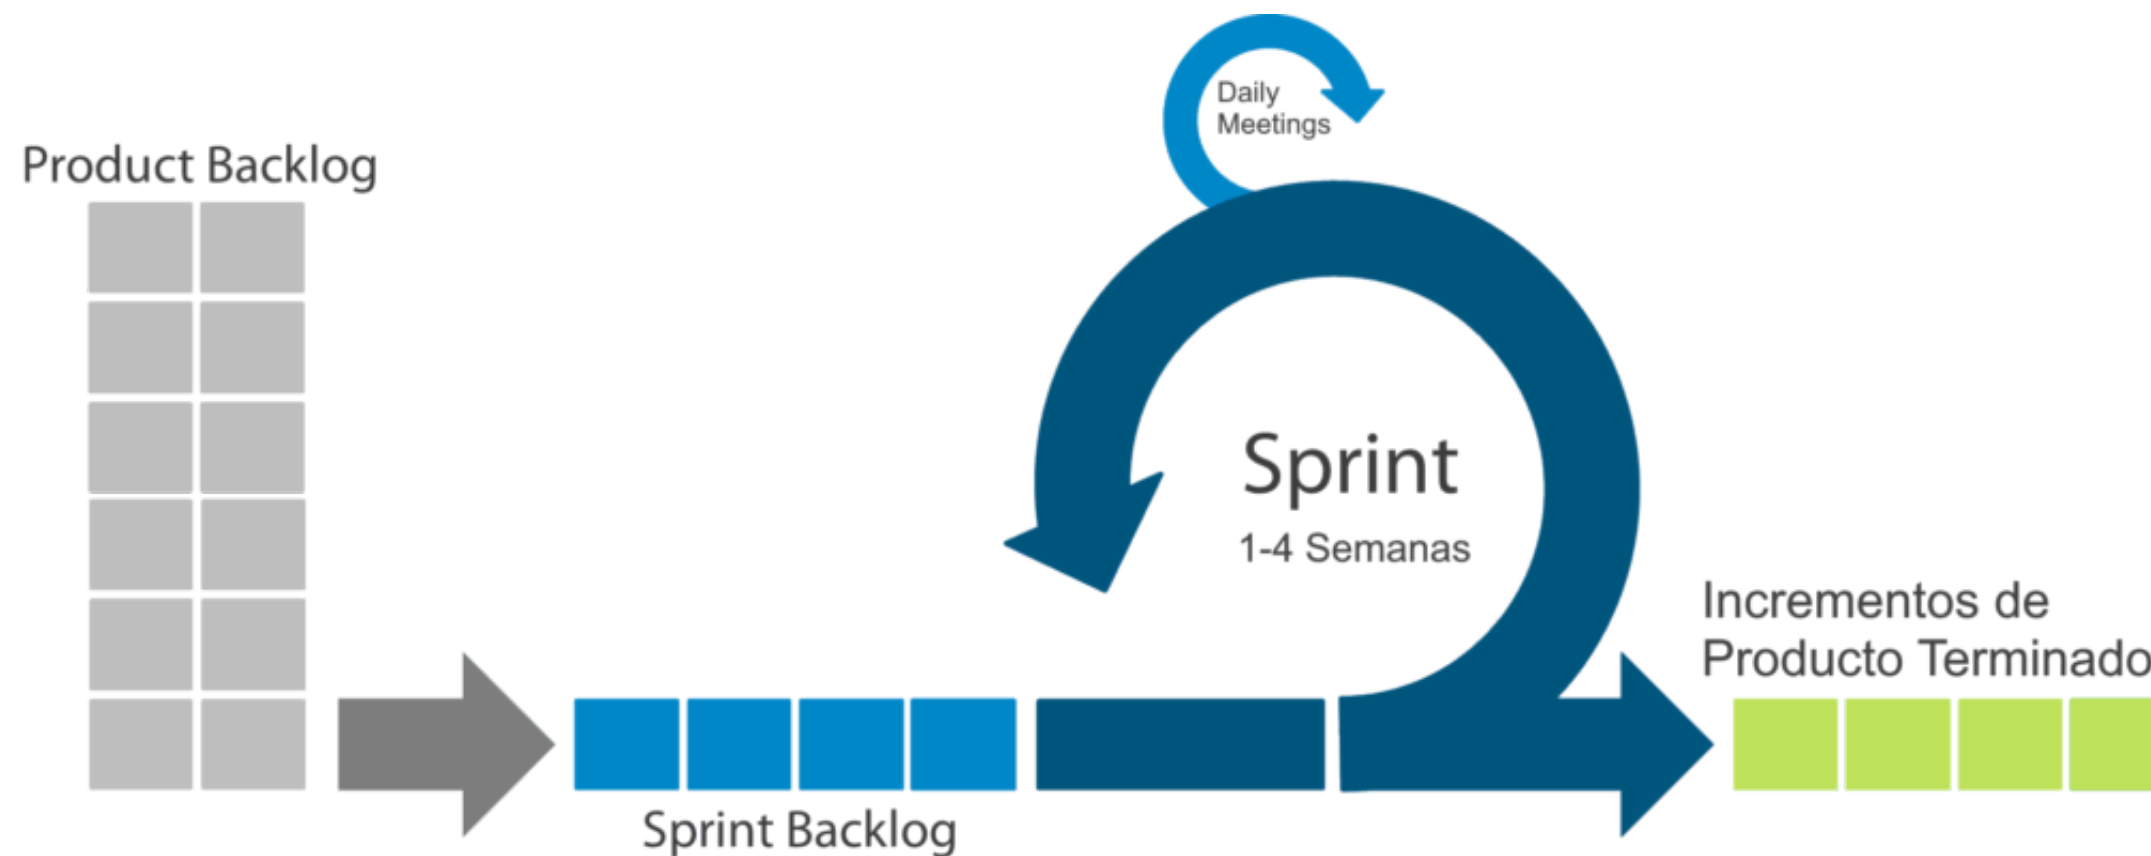 Daily
Meetings
Product Backlog
Sprint
1-4 Semanas
Incrementos de
Producto Terminado
Sprint Backlog